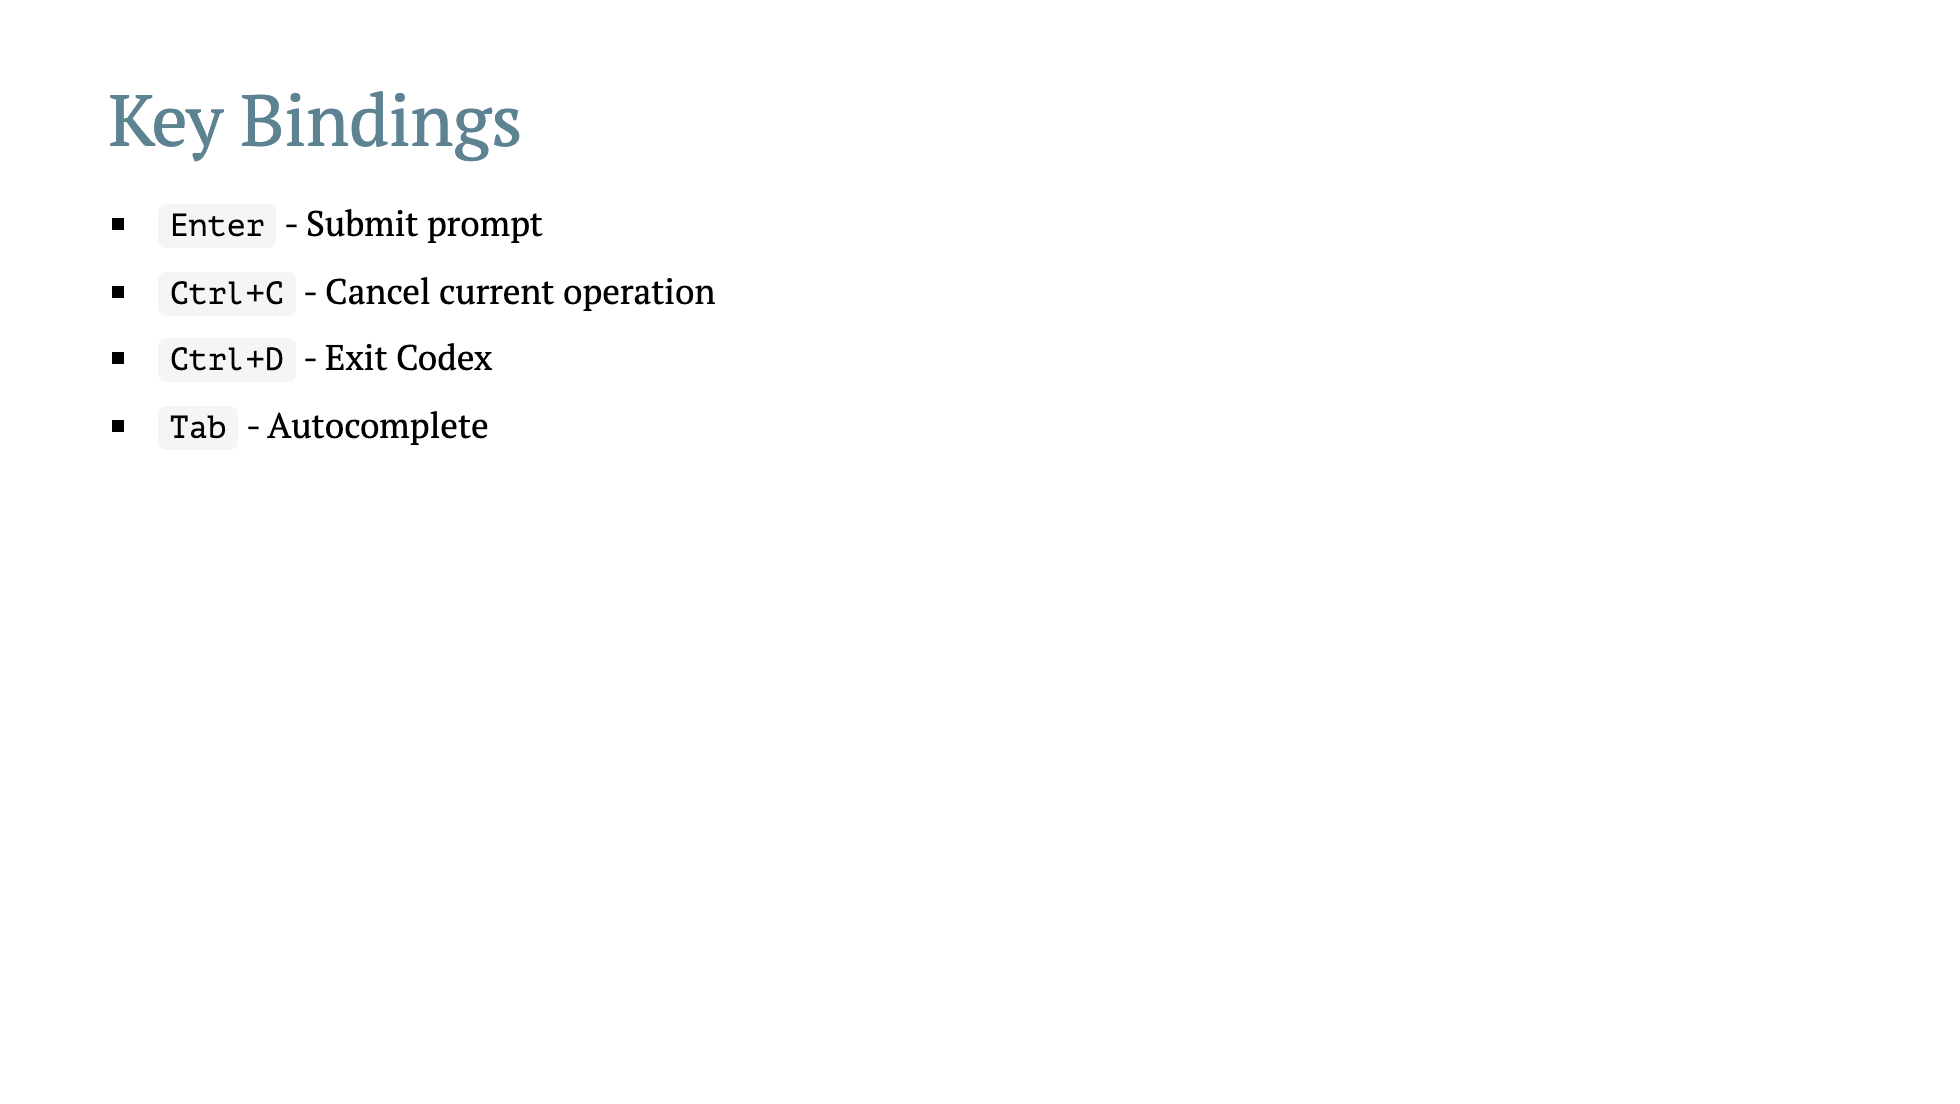 Key Bindings
▪ Enter - Submit prompt
▪ Ctrl+C - Cancel current operation
▪ Ctrl+D - Exit Codex
▪ Tab - Autocomplete